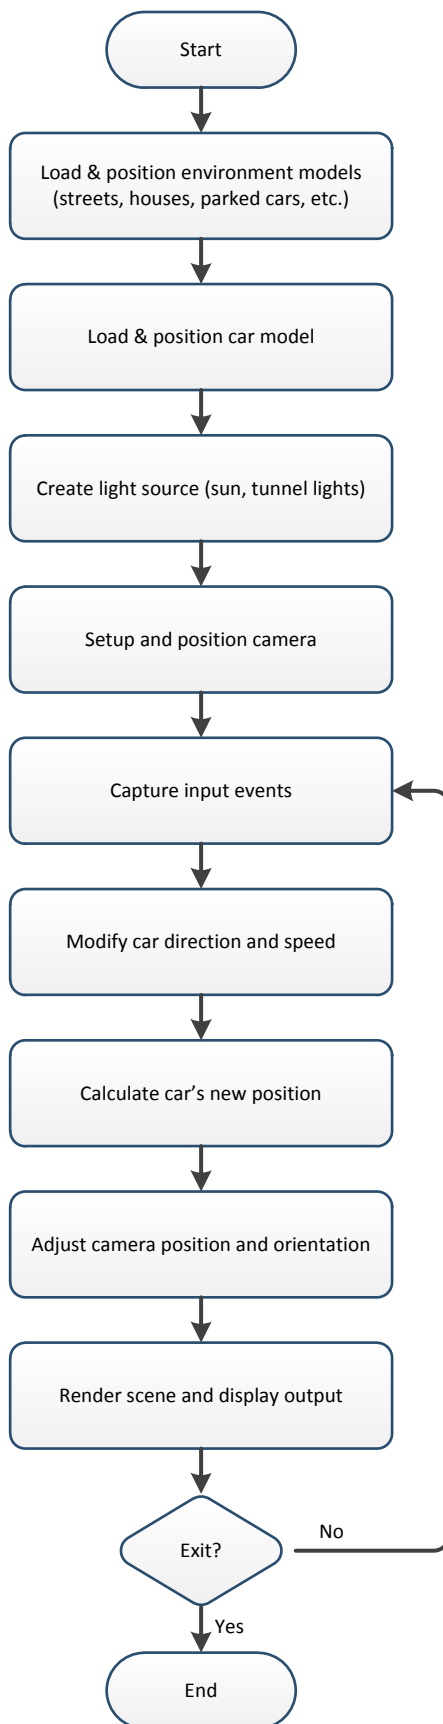 Start
Load & position environment models
(streets, houses, parked cars, etc.)
Load & position car model
Create light source (sun, tunnel lights)
Setup and position camera
Capture input events
Modify car direction and speed
Calculate car’s new position
Adjust camera position and orientation
Render scene and display output
Exit?
No
Yes
End